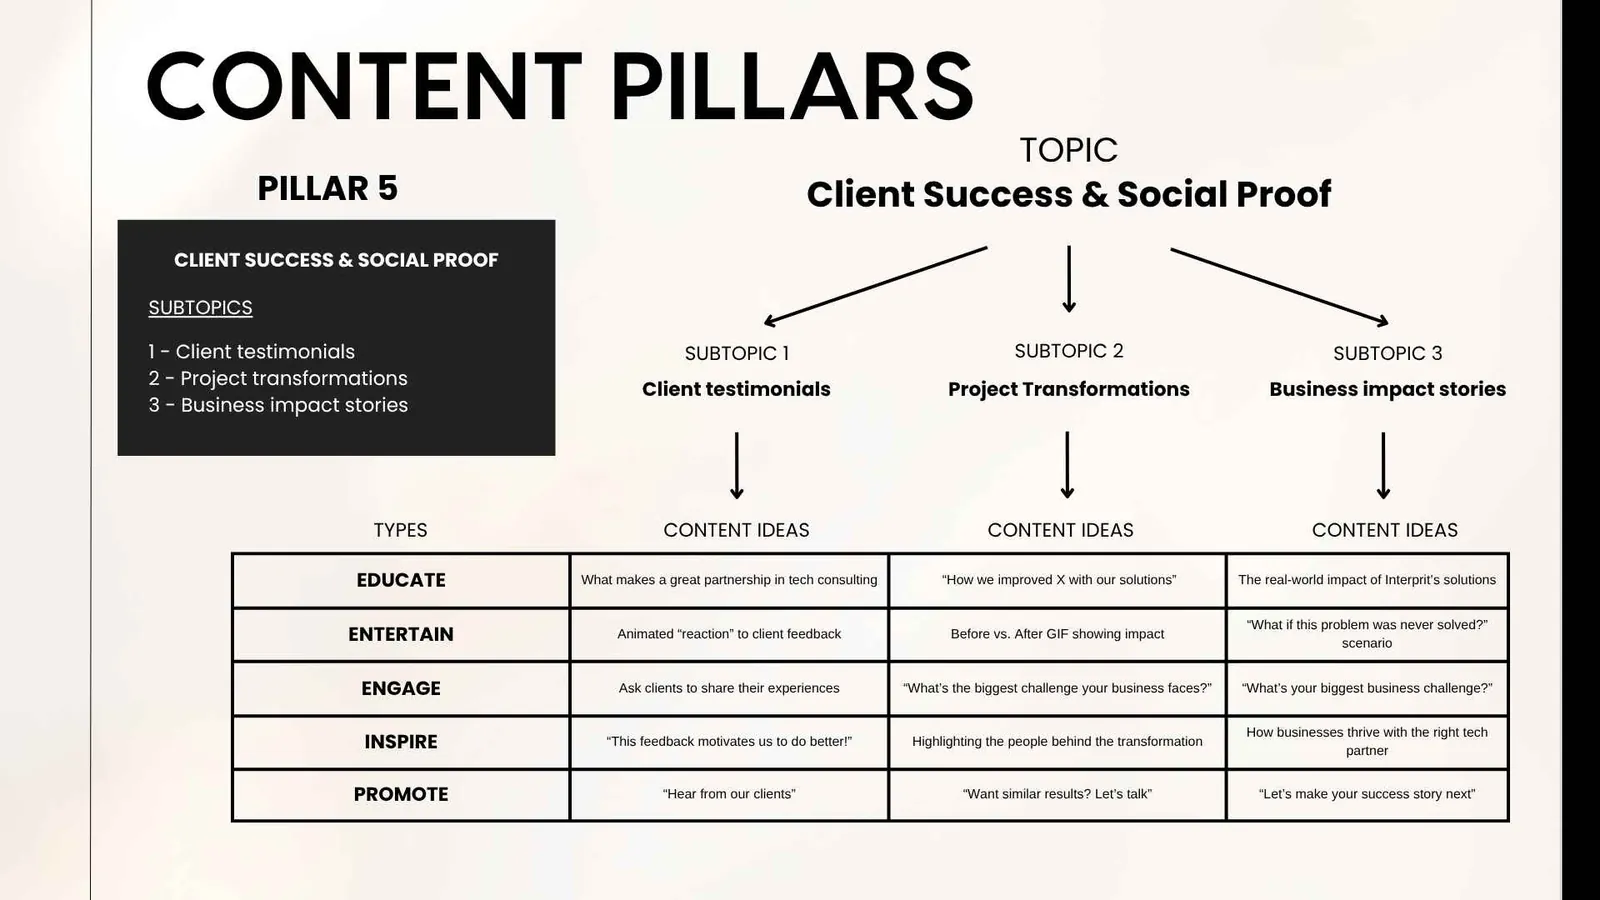 CONTENT PILLARS
PILLAR 5
CLIENT SUCCESS & SOCIAL PROOF
SUBTOPICS
1 - Client testimonials
2 - Project transformations
3 - Business impact stories
TOPIC
Client Success & Social Proof
SUBTOPIC 1
Client testimonials
SUBTOPIC 2
Project Transformations
SUBTOPIC 3
Business impact stories
TYPES
CONTENT IDEAS
CONTENT IDEAS
CONTENT IDEAS
EDUCATE
What makes a great partnership in tech consulting
“How we improved X with our solutions”
The real-world impact of Interprit’s solutions
ENTERTAIN
Animated “reaction” to client feedback
Before vs. After GIF showing impact
“What if this problem was never solved?”
scenario
ENGAGE
Ask clients to share their experiences
“What’s the biggest challenge your business faces?”
“What’s your biggest business challenge?”
INSPIRE
“This feedback motivates us to do better!”
Highlighting the people behind the transformation
How businesses thrive with the right tech
partner
PROMOTE
“Hear from our clients”
“Want similar results? Let’s talk”
“Let’s make your success story next”